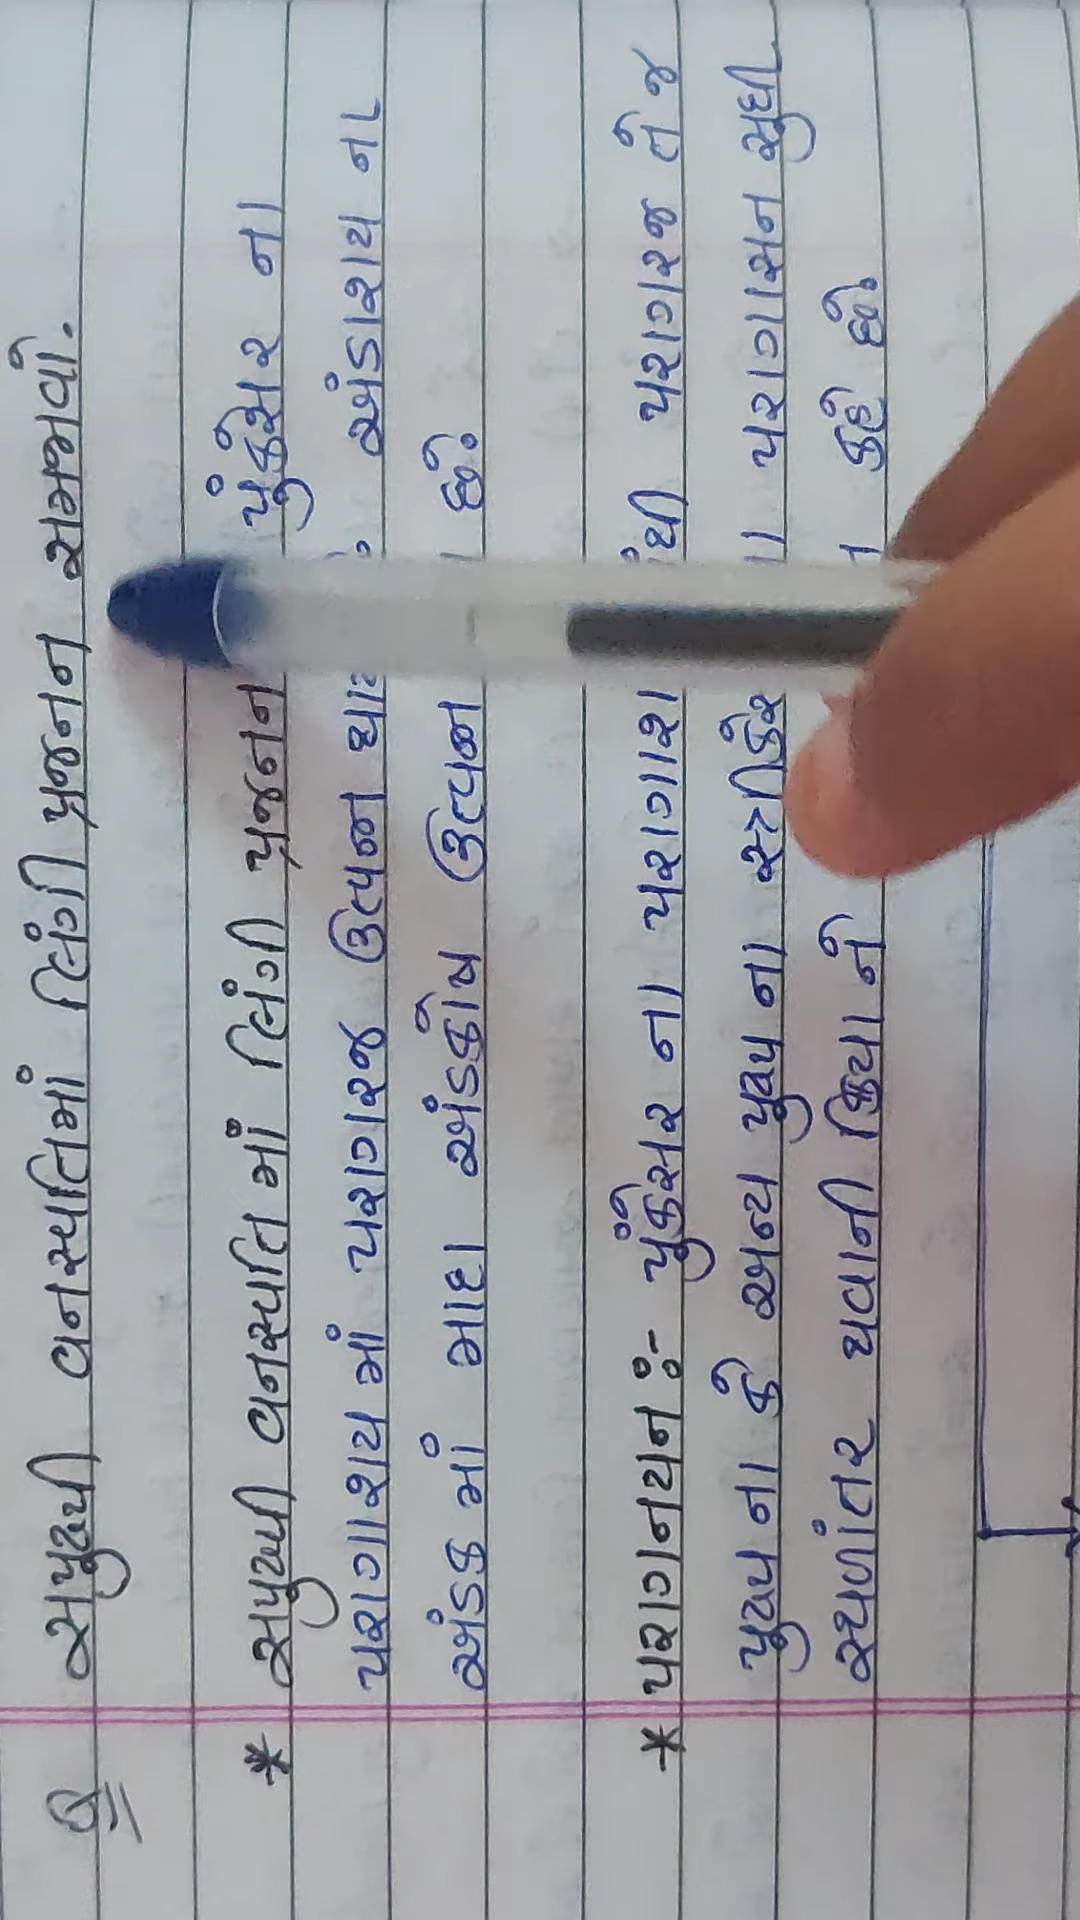 Q સપુષ્પી વનસ્પતિમાં લિંગી પ્રજનન સમજાવો.
* સપુષ્પી વનસ્પતિ માં લિંગી પ્રજનન પુંકેસર ના
પરાગાશય માં પરાગરજ ઉત્પન્ન અંડાશય ના
અંડક માં માદા અંડકોષ ઉત્પન્ન છે.
* પરાગનયન :- પુંકેસર ના પરાગાશ પરાગરજ તે જ
પુષ્પ ના કે અન્ય પુષ્પ ના પરાગાસન સુધી
સ્થળાંતર થવાની ક્રિયા ને કહે છે.